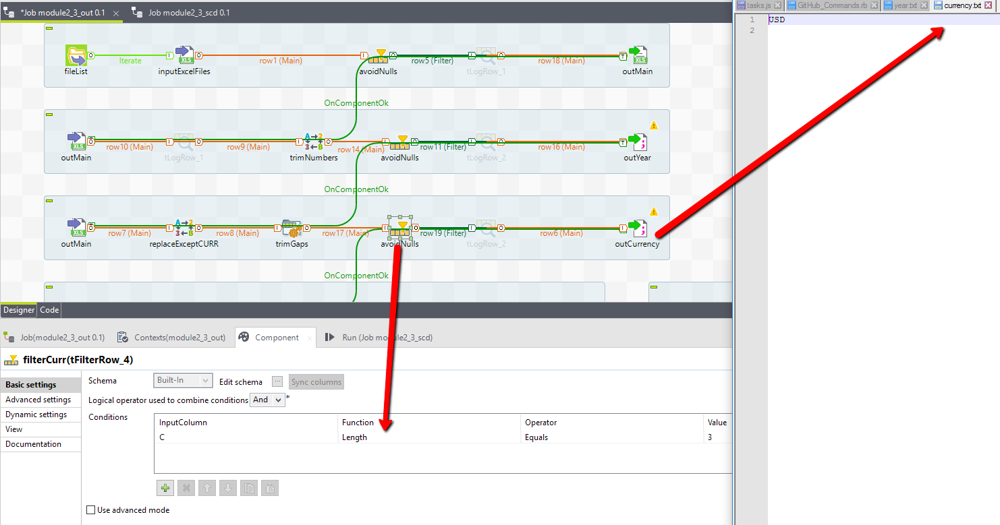 *Job module2_3_out 0.1
Job module2_3_scd 0.1
tasks.js
GitHub_Commands.rb
year.txt
currency.txt
1 USD
2
Iterate
row1 (Main)
row5 (Filter)
row18 (Main)
fileList
inputExcelFiles
avoidNulls
tLogRow_1
outMain
OnComponentOk
row10 (Main)
row9 (Main)
row14 (Main)
row11 (Filter)
row16 (Main)
outMain
tLogRow_1
trimNumbers
avoidNulls
tLogRow_2
outYear
OnComponentOk
row7 (Main)
row8 (Main)
row17 (Main)
row19 (Filter)
row6 (Main)
outMain
replaceExceptCURR
trimGaps
avoidNulls
tLogRow_2
outCurrency
OnComponentOk
Designer
Code
Job(module2_3_out 0.1)
Contexts(module2_3_out)
Component
Run (Job module2_3_scd)
filterCurr(tFilterRow_4)
Basic settings
Advanced settings
Dynamic settings
View
Documentation
Schema
Built-In
Edit schema
...
Sync columns
Logical operator used to combine conditions
And
*
Conditions
InputColumn
Function
Operator
Value
C
Length
Equals
3
Use advanced mode